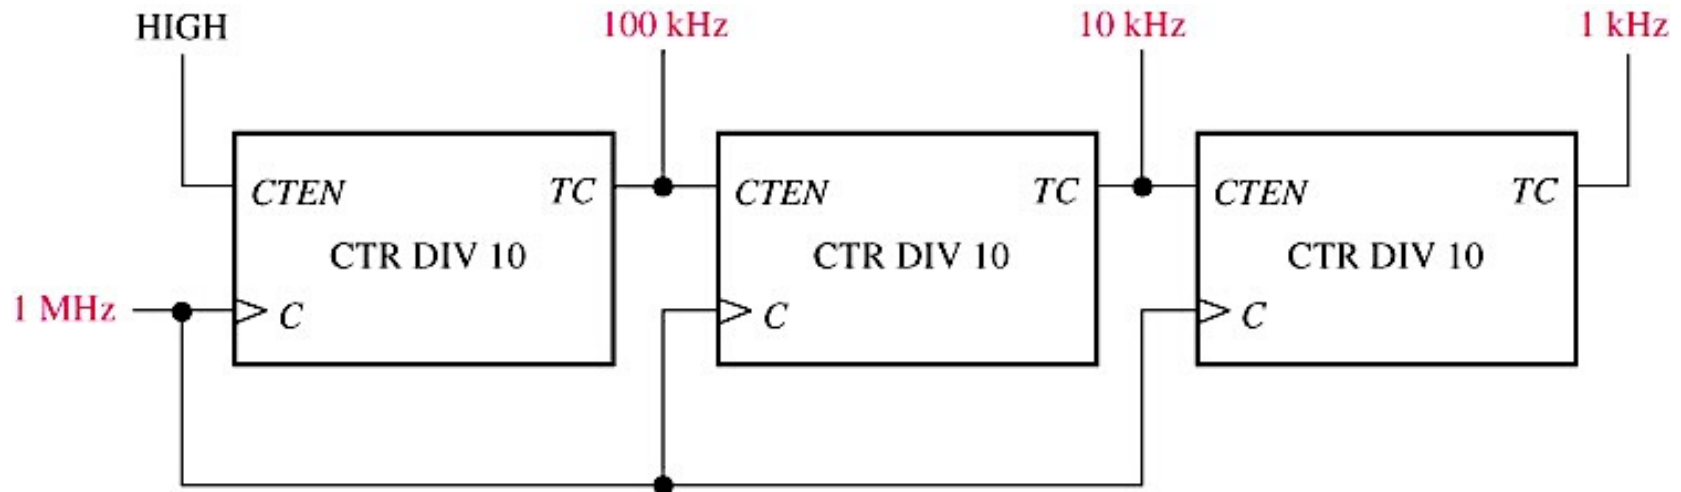 HIGH
100 kHz
10 kHz
1 kHz
CTEN TC
CTEN TC
CTEN TC
CTR DIV 10
CTR DIV 10
CTR DIV 10
1 MHz
C
C
C